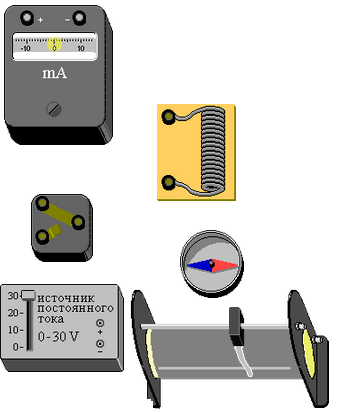 + −
-10 0 10
mA
30
20-
10-
0-
источник
постоянного
тока
0-30 V
+
−